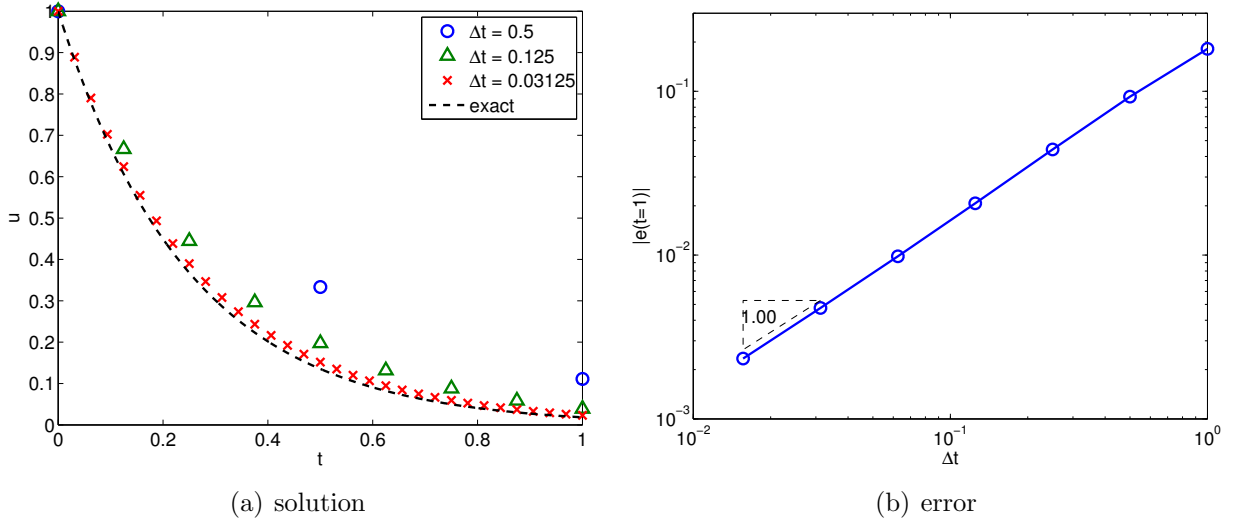 1
0.9
0.8
0.7
0.6
0.5
0.4
0.3
0.2
0.1
0
u
0 0.2 0.4 0.6 0.8 1
t
Δt = 0.5
Δt = 0.125
Δt = 0.03125
exact
(a) solution
10⁻¹
10⁻²
10⁻³
|e(t=1)|
1.00
10⁻² 10⁻¹ 10⁰
Δt
(b) error